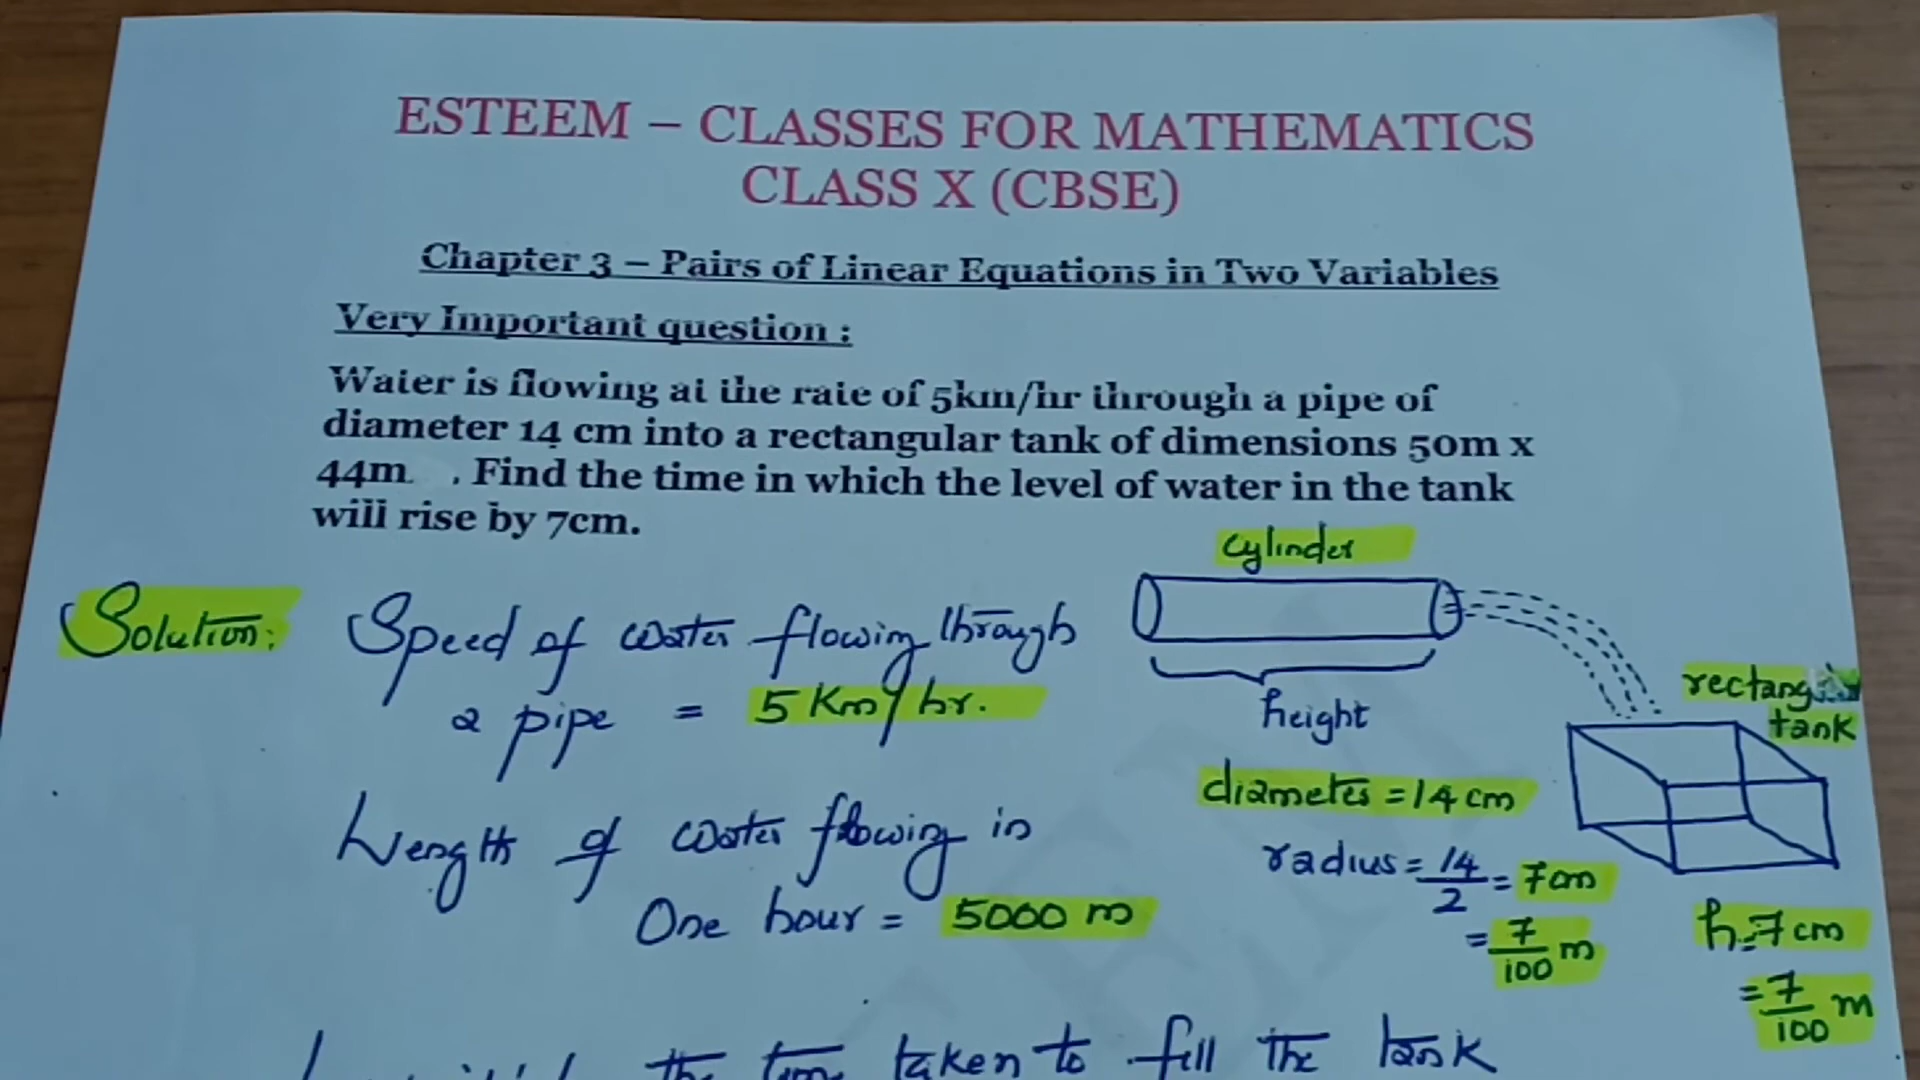 ESTEEM – CLASSES FOR MATHEMATICS
CLASS X (CBSE)
Chapter 3 – Pairs of Linear Equations in Two Variables
Very Important question :
Water is flowing at the rate of 5km/hr through a pipe of
diameter 14 cm into a rectangular tank of dimensions 50m x
44m . Find the time in which the level of water in the tank
will rise by 7cm.
cylinder
Solution:
Speed of water flowing through
a pipe = 5 Km/hr.
height
tank
diameter = 14 cm
Length of water flowing in
One hour = 5000 m
radius = 14/2 = 7cm
= 7/100 m
h=7cm
= 7/100 m
the time taken to fill the tank